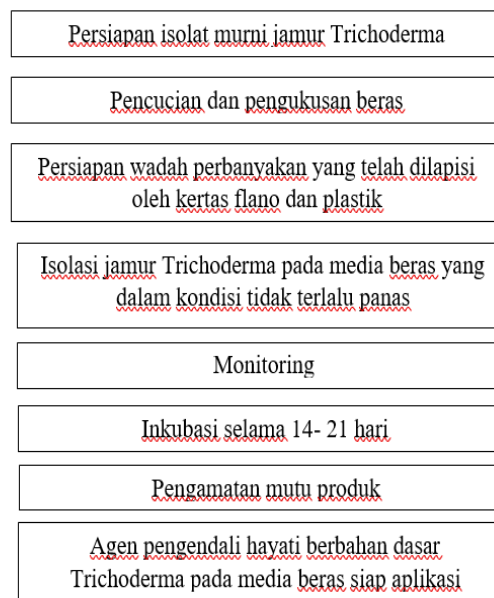 Persiapan isolat murni jamur Trichoderma
Pencucian dan pengukusan beras
Persiapan wadah perbanyakan yang telah dilapisi
oleh kertas flano dan plastik
Isolasi jamur Trichoderma pada media beras yang
dalam kondisi tidak terlalu panas
Monitoring
Inkubasi selama 14- 21 hari
Pengamatan mutu produk
Agen pengendali hayati berbahan dasar
Trichoderma pada media beras siap aplikasi